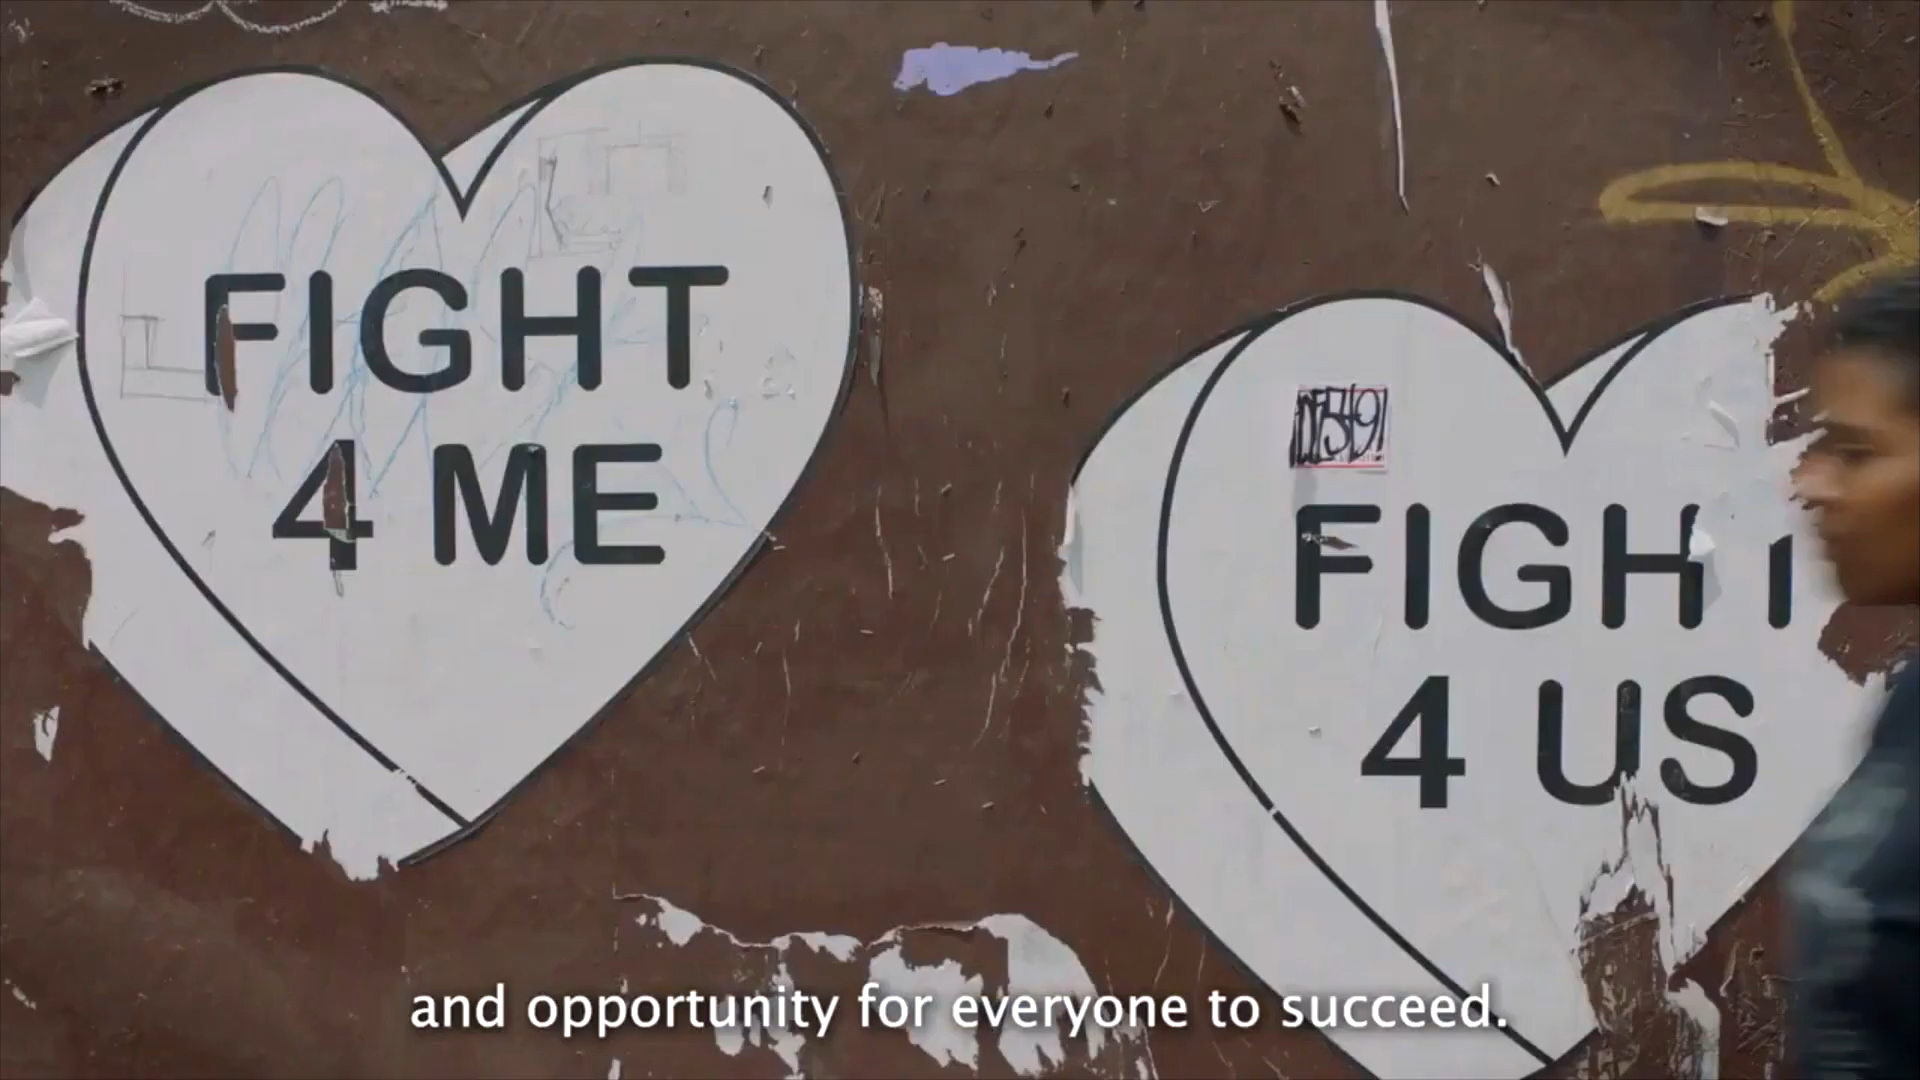 FIGHT
4 ME
FIGHT
4 US
and opportunity for everyone to succeed.